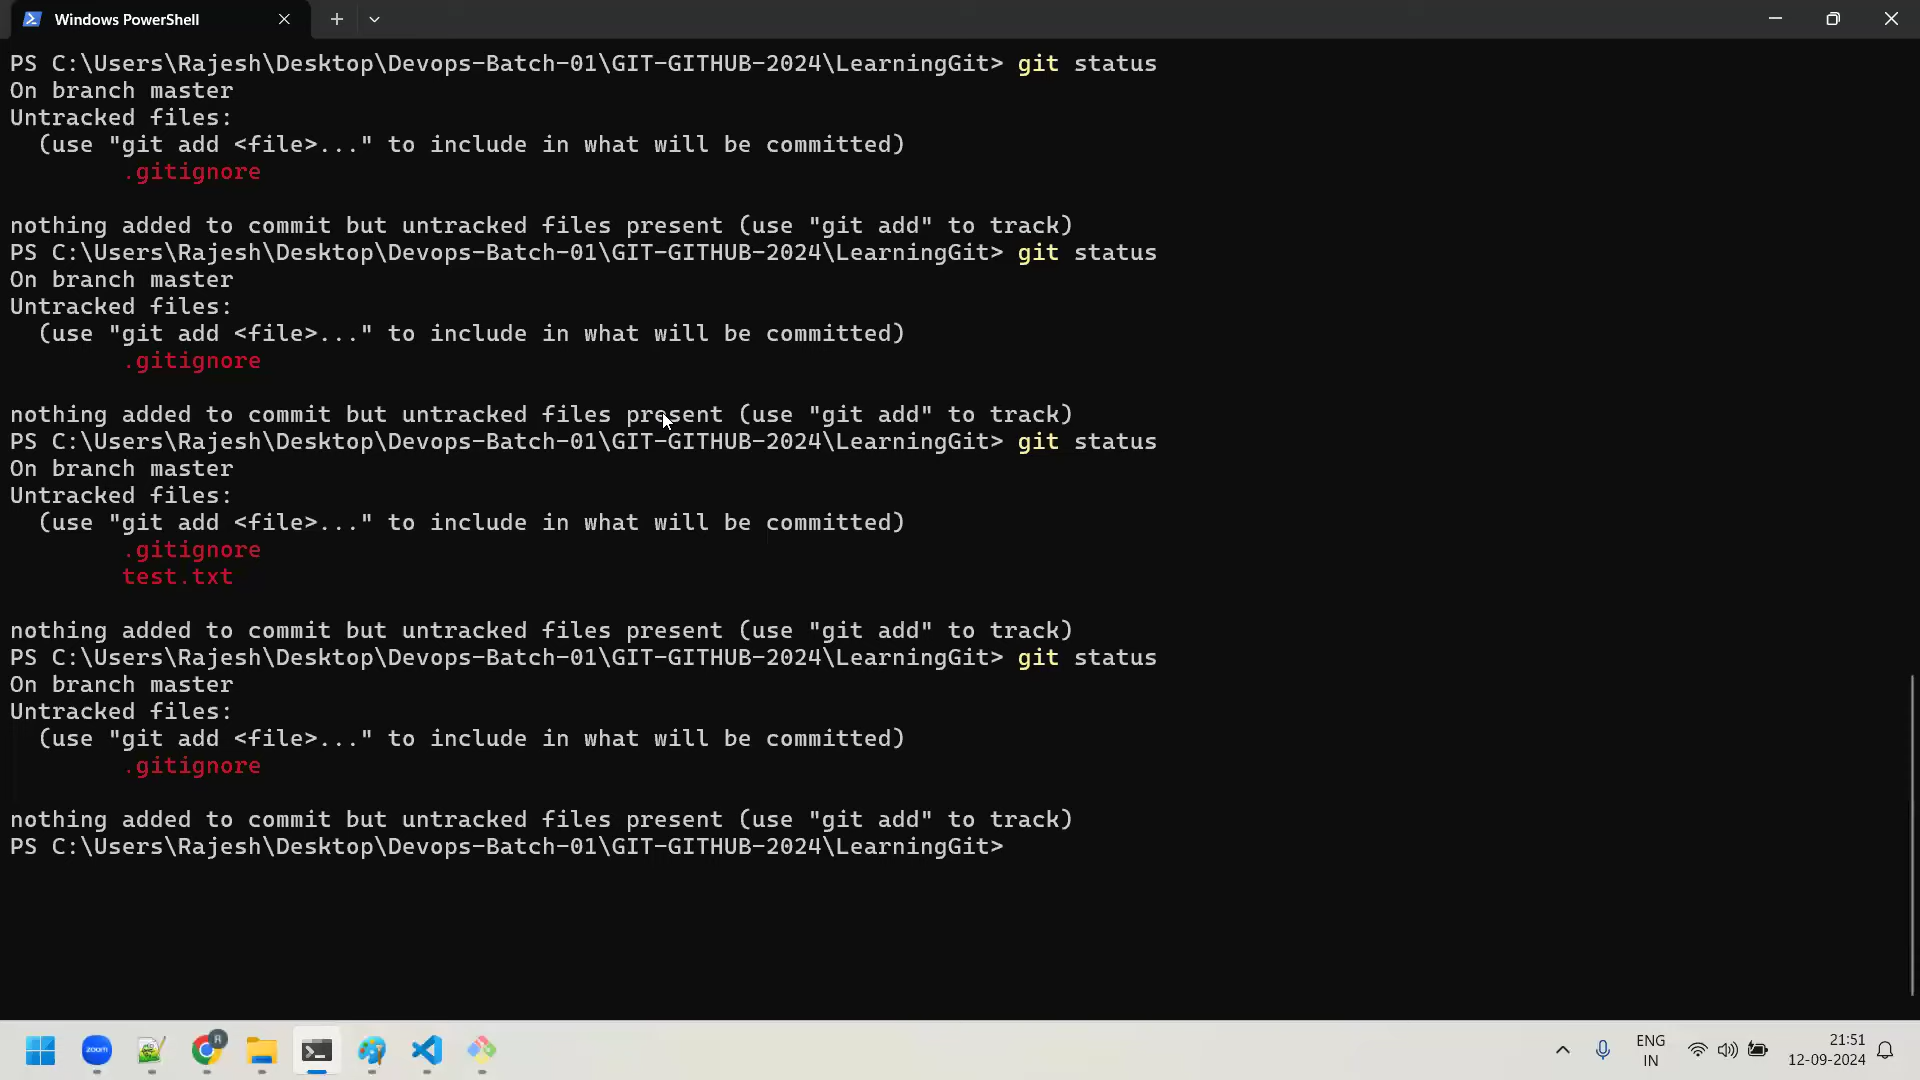 Windows PowerShell
PS C:\Users\Rajesh\Desktop\Devops-Batch-01\GIT-GITHUB-2024\LearningGit> git status
On branch master
Untracked files:
  (use "git add <file>..." to include in what will be committed)
        .gitignore
nothing added to commit but untracked files present (use "git add" to track)
PS C:\Users\Rajesh\Desktop\Devops-Batch-01\GIT-GITHUB-2024\LearningGit> git status
On branch master
Untracked files:
  (use "git add <file>..." to include in what will be committed)
        .gitignore
nothing added to commit but untracked files present (use "git add" to track)
PS C:\Users\Rajesh\Desktop\Devops-Batch-01\GIT-GITHUB-2024\LearningGit> git status
On branch master
Untracked files:
  (use "git add <file>..." to include in what will be committed)
        .gitignore
        test.txt
nothing added to commit but untracked files present (use "git add" to track)
PS C:\Users\Rajesh\Desktop\Devops-Batch-01\GIT-GITHUB-2024\LearningGit> git status
On branch master
Untracked files:
  (use "git add <file>..." to include in what will be committed)
        .gitignore
nothing added to commit but untracked files present (use "git add" to track)
PS C:\Users\Rajesh\Desktop\Devops-Batch-01\GIT-GITHUB-2024\LearningGit>
zoom
R
ENG
IN
21:51
12-09-2024